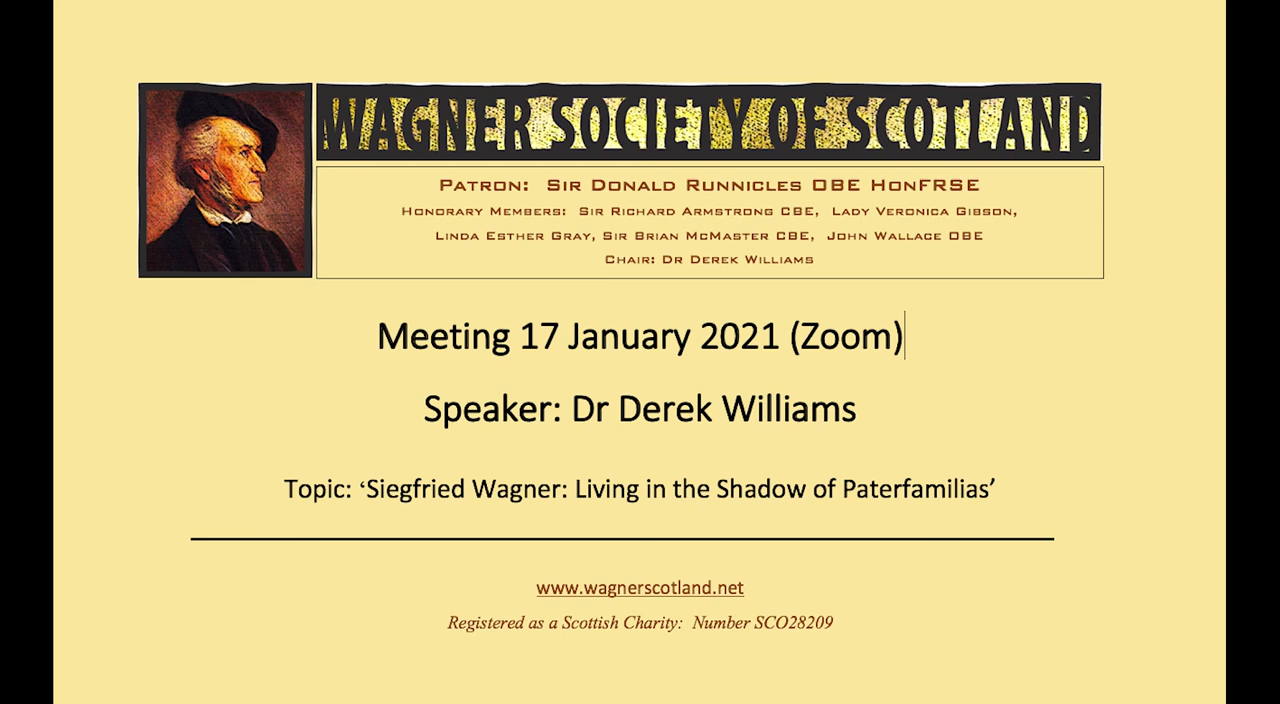 WAGNER SOCIETY OF SCOTLAND
PATRON: SIR DONALD RUNNICLES OBE HONFRSE
HONORARY MEMBERS: SIR RICHARD ARMSTRONG CBE, LADY VERONICA GIBSON,
LINDA ESTHER GRAY, SIR BRIAN MCMASTER CBE, JOHN WALLACE OBE
CHAIR: DR DEREK WILLIAMS
Meeting 17 January 2021 (Zoom)
Speaker: Dr Derek Williams
Topic: ‘Siegfried Wagner: Living in the Shadow of Paterfamilias’
www.wagnerscotland.net
Registered as a Scottish Charity: Number SCO28209